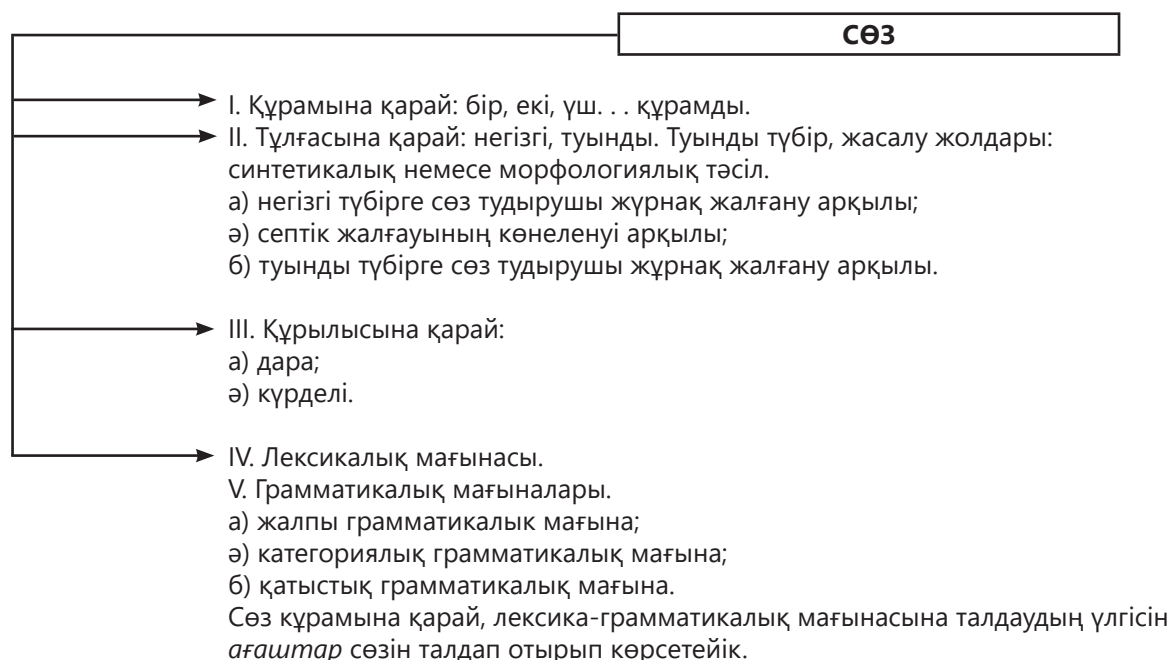 СӨЗ
I. Құрамына қарай: бір, екі, үш. . . құрамды.
II. Тұлғасына қарай: негізгі, туынды. Туынды түбір, жасалу жолдары:
синтетикалық немесе морфологиялық тәсіл.
а) негізгі түбірге сөз тудырушы жүрнақ жалғану арқылы;
ә) септік жалғауының көнеленуі арқылы;
б) туынды түбірге сөз тудырушы жұрнақ жалғану арқылы.
III. Құрылысына қарай:
а) дара;
ә) күрделі.
IV. Лексикалық мағынасы.
V. Грамматикалық мағыналары.
а) жалпы грамматикалык мағына;
ә) категориялық грамматикалық мағына;
б) қатыстық грамматикалық мағына.
Сөз құрамына қарай, лексика-грамматикалық мағынасына талдаудың үлгісін
ағаштар сөзін талдап отырып көрсетейік.